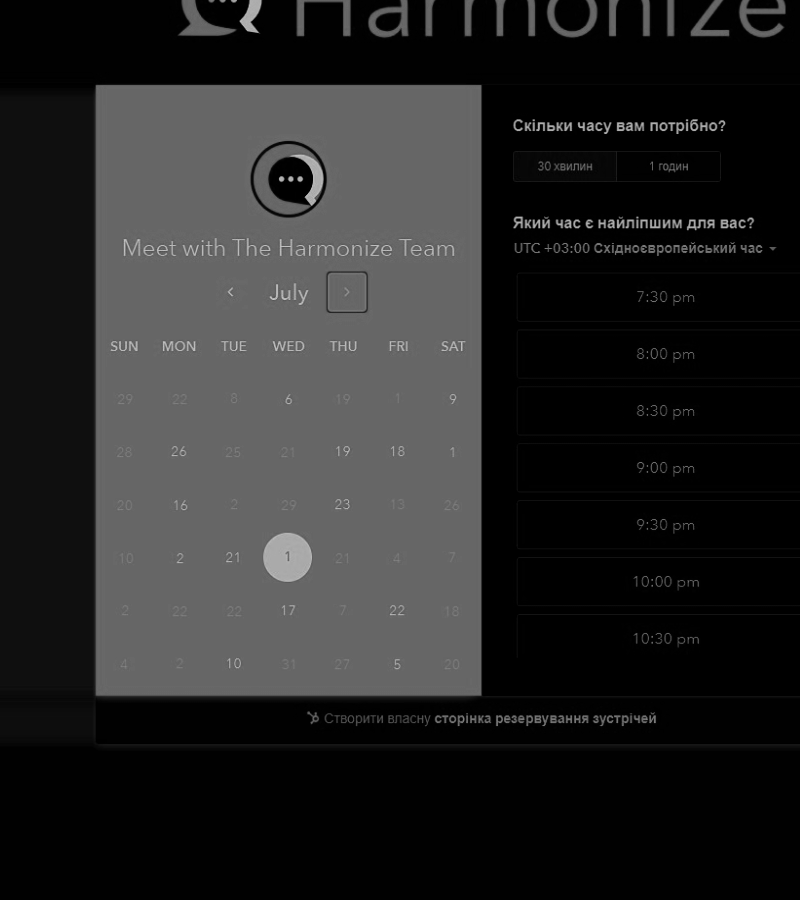 Harmonize
Meet with The Harmonize Team
July
SUN MON TUE WED THU FRI SAT
29 22 8 6 19 1 9
28 26 25 21 19 18 1
20 16 2 29 23 13 26
10 2 21 1 21 4 7
2 22 22 17 7 22 18
4 2 10 31 27 5 20
Скільки часу вам потрібно?
30 хвилин 1 годин
Який час є найліпшим для вас?
UTC +03:00 Східноєвропейський час
7:30 pm
8:00 pm
8:30 pm
9:00 pm
9:30 pm
10:00 pm
10:30 pm
Створити власну сторінка резервування зустрічей